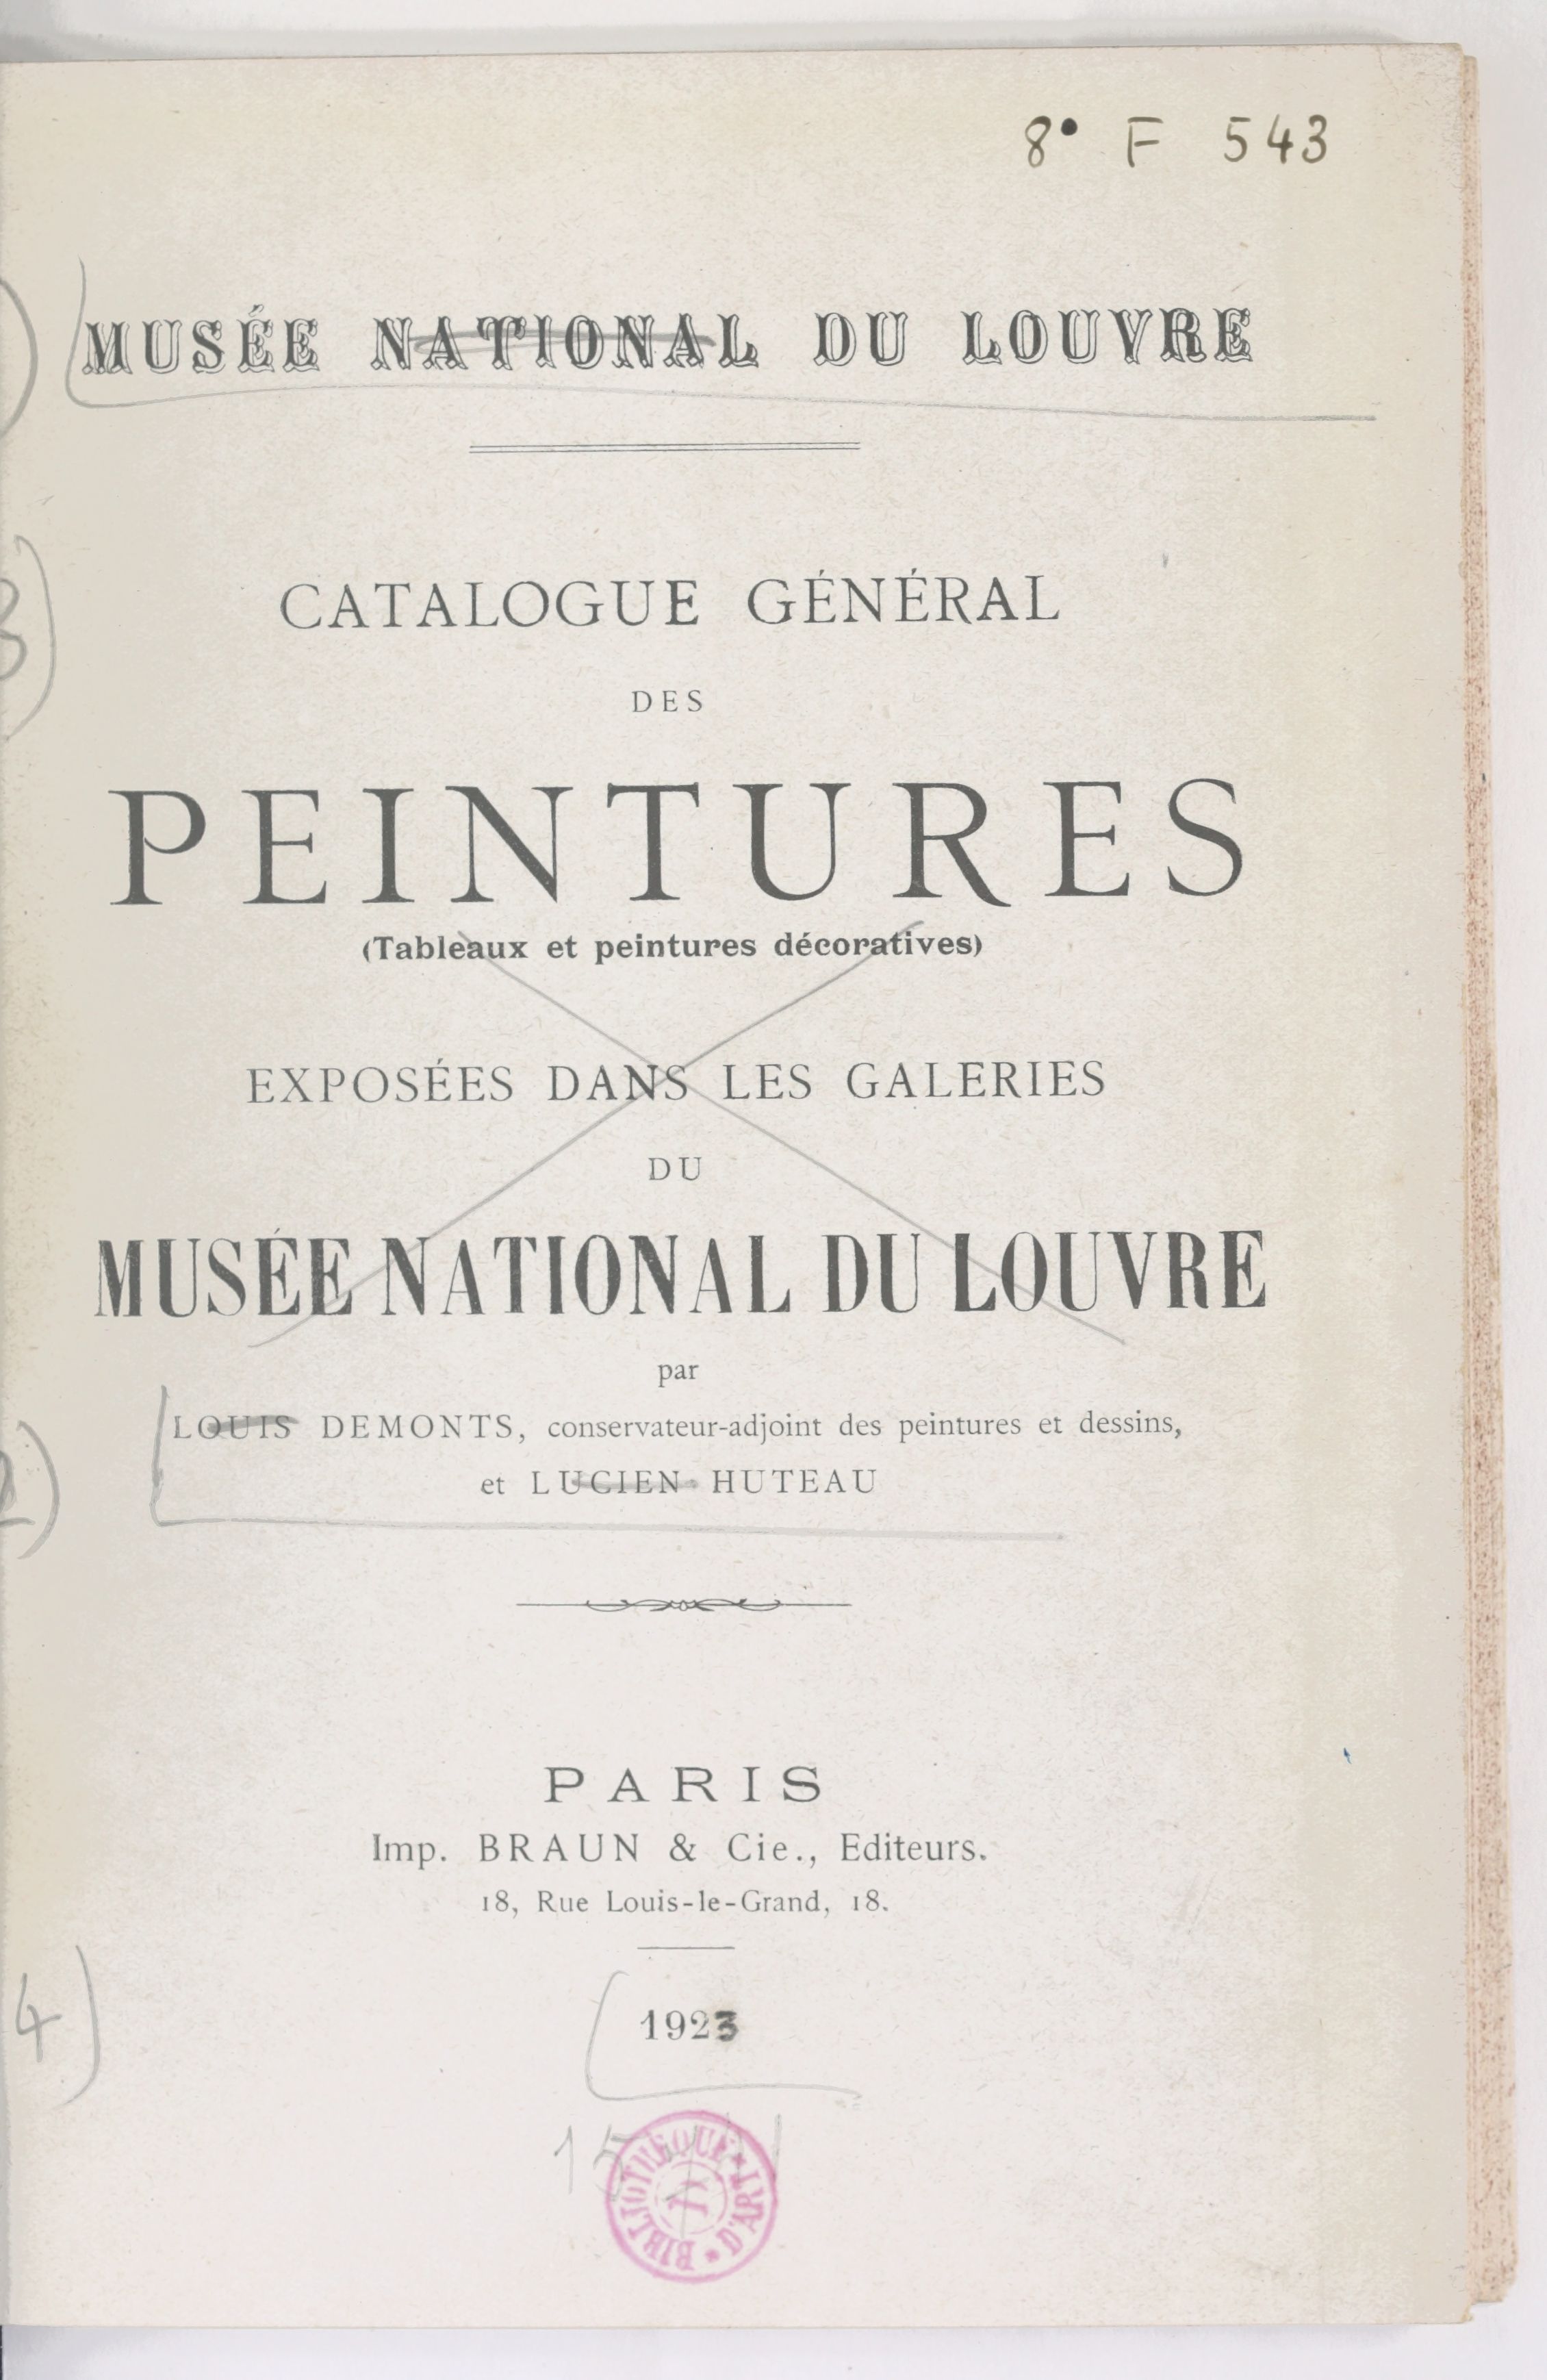 8° F 543
MUSÉE NATIONAL DU LOUVRE
CATALOGUE GÉNÉRAL
3)
DES
PEINTURES
(Tableaux et peintures décoratives)
EXPOSÉES DANS LES GALERIES
DU
MUSÉE NATIONAL DU LOUVRE
par
LOUIS DEMONTS, conservateur-adjoint des peintures et dessins,
2)
et LUCIEN HUTEAU
PARIS
Imp. BRAUN & Cie., Editeurs.
18, Rue Louis-le-Grand, 18.
4)
1923
BIBLIOTHÈQUE * D'ART *